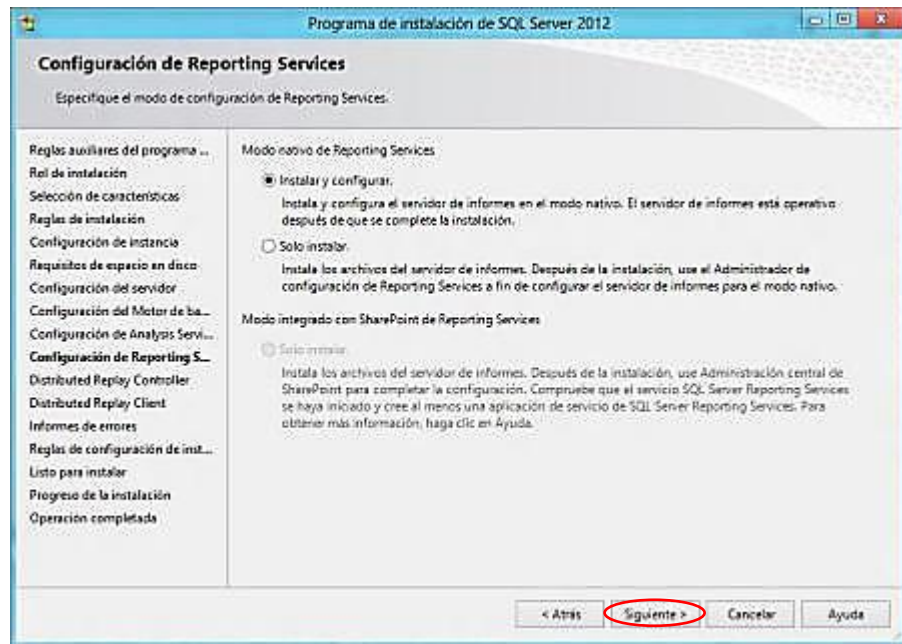 Programa de instalación de SQL Server 2012
Configuración de Reporting Services
Especifique el modo de configuración de Reporting Services.
Reglas auxiliares del programa ...
Rol de instalación
Selección de características
Reglas de instalación
Configuración de instancia
Requisitos de espacio en disco
Configuración del servidor
Configuración del Motor de ba...
Configuración de Analysis Servi...
Configuración de Reporting S...
Distributed Replay Controller
Distributed Replay Client
Informes de errores
Reglas de configuración de inst...
Listo para instalar
Progreso de la instalación
Operación completada
Modo nativo de Reporting Services
Instalar y configurar.
Instala y configura el servidor de informes en el modo nativo. El servidor de informes está operativo
después de que se complete la instalación.
Solo instalar.
Instala los archivos del servidor de informes. Después de la instalación, use el Administrador de
configuración de Reporting Services a fin de configurar el servidor de informes para el modo nativo.
Modo integrado con SharePoint de Reporting Services
Solo instalar.
Instala los archivos del servidor de informes. Después de la instalación, use Administración central de
SharePoint para completar la configuración. Compruebe que el servicio SQL Server Reporting Services
se haya iniciado y cree al menos una aplicación de servicio de SQL Server Reporting Services. Para
obtener más información, haga clic en Ayuda.
< Atrás
Siguiente >
Cancelar
Ayuda